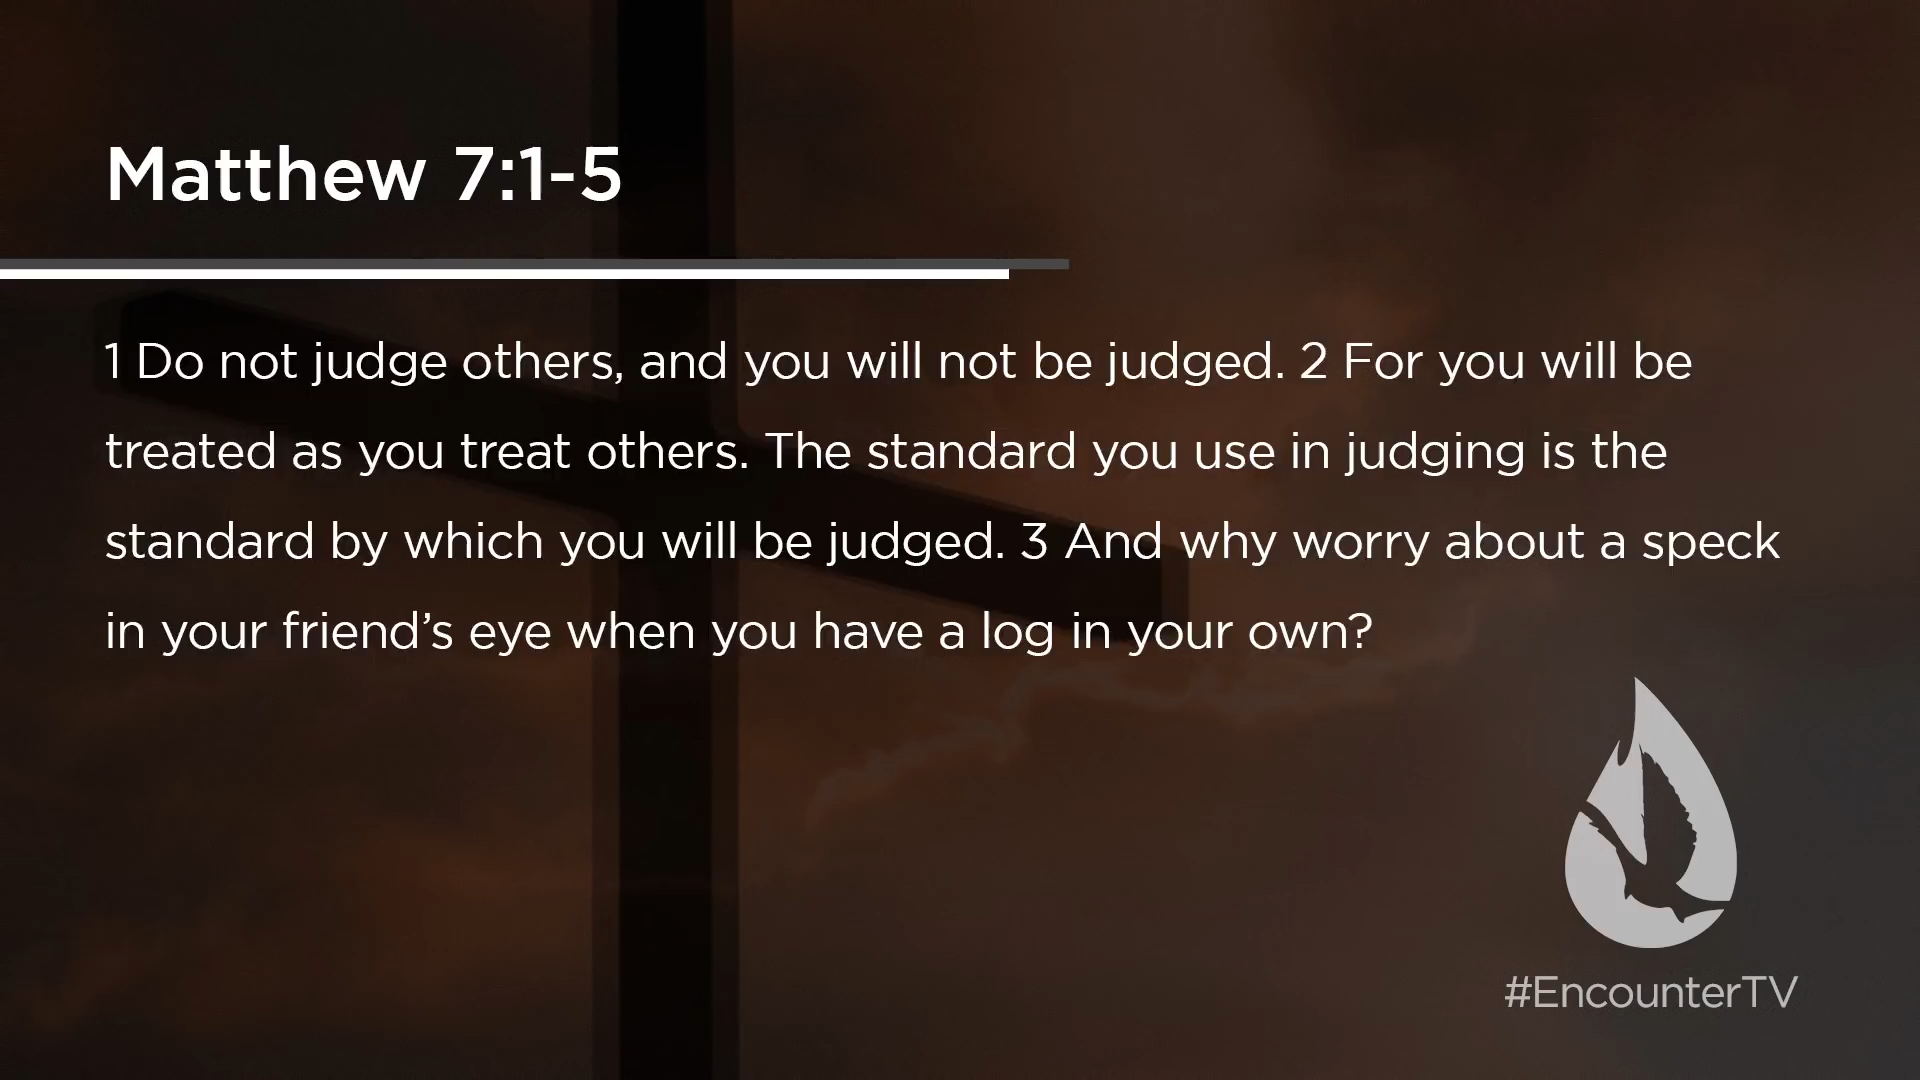 Matthew 7:1-5
1 Do not judge others, and you will not be judged. 2 For you will be
treated as you treat others. The standard you use in judging is the
standard by which you will be judged. 3 And why worry about a speck
in your friend’s eye when you have a log in your own?
#EncounterTV